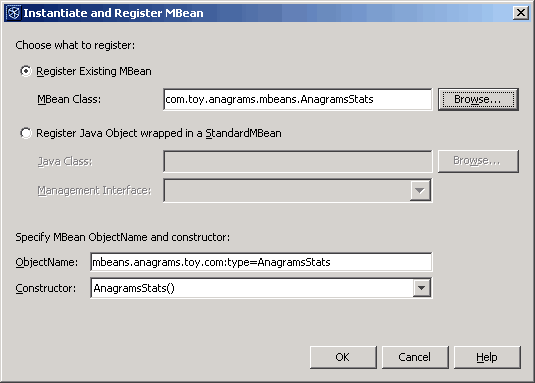 Instantiate and Register MBean
Choose what to register:
Register Existing MBean
MBean Class: com.toy.anagrams.mbeans.AnagramsStats Browse...
Register Java Object wrapped in a StandardMBean
Java Class: Browse...
Management Interface:
Specify MBean ObjectName and constructor:
ObjectName: mbeans.anagrams.toy.com:type=AnagramsStats
Constructor: AnagramsStats()
OK Cancel Help